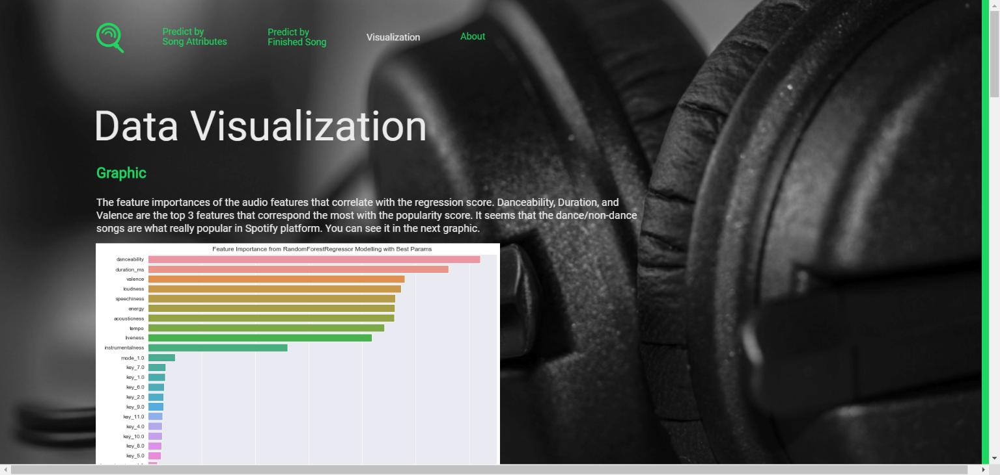 Predict by
Song Attributes
Predict by
Finished Song
Visualization
About
Data Visualization
Graphic
The feature importances of the audio features that correlate with the regression score. Danceability, Duration, and
Valence are the top 3 features that correspond the most with the popularity score. It seems that the dance/non-dance
songs are what really popular in Spotify platform. You can see it in the next graphic.
Feature Importance from RandomForestRegressor Modelling with Best Params
danceability
duration_ms
valence
loudness
speechiness
energy
acousticness
tempo
liveness
instrumentalness
mode_1.0
key_7.0
key_1.0
key_6.0
key_2.0
key_9.0
key_11.0
key_4.0
key_10.0
key_8.0
key_5.0